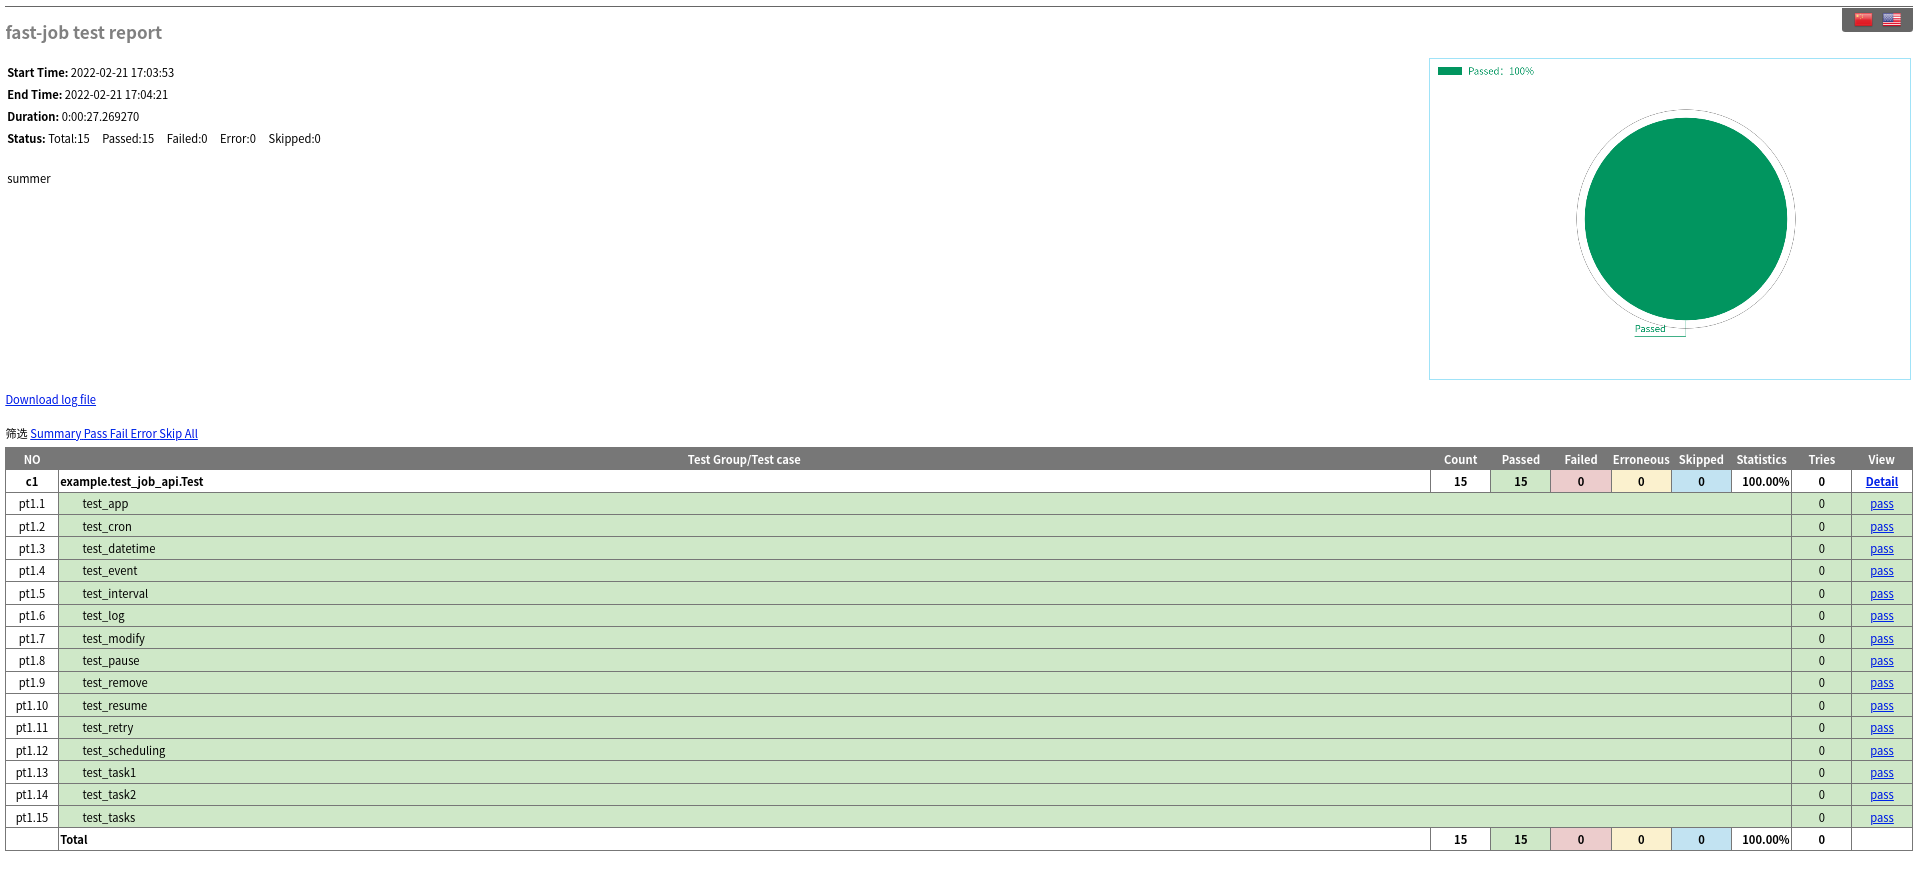 fast-job test report
Start Time: 2022-02-21 17:03:53
End Time: 2022-02-21 17:04:21
Duration: 0:00:27.269270
Status: Total:15 Passed:15 Failed:0 Error:0 Skipped:0
summer
Passed: 100%
Passed
Download log file
筛选 Summary Pass Fail Error Skip All
NO Test Group/Test case Count Passed Failed Erroneous Skipped Statistics Tries View
c1 example.test_job_api.Test 15 15 0 0 0 100.00% 0 Detail
pt1.1 test_app 0 pass
pt1.2 test_cron 0 pass
pt1.3 test_datetime 0 pass
pt1.4 test_event 0 pass
pt1.5 test_interval 0 pass
pt1.6 test_log 0 pass
pt1.7 test_modify 0 pass
pt1.8 test_pause 0 pass
pt1.9 test_remove 0 pass
pt1.10 test_resume 0 pass
pt1.11 test_retry 0 pass
pt1.12 test_scheduling 0 pass
pt1.13 test_task1 0 pass
pt1.14 test_task2 0 pass
pt1.15 test_tasks 0 pass
Total 15 15 0 0 0 100.00% 0